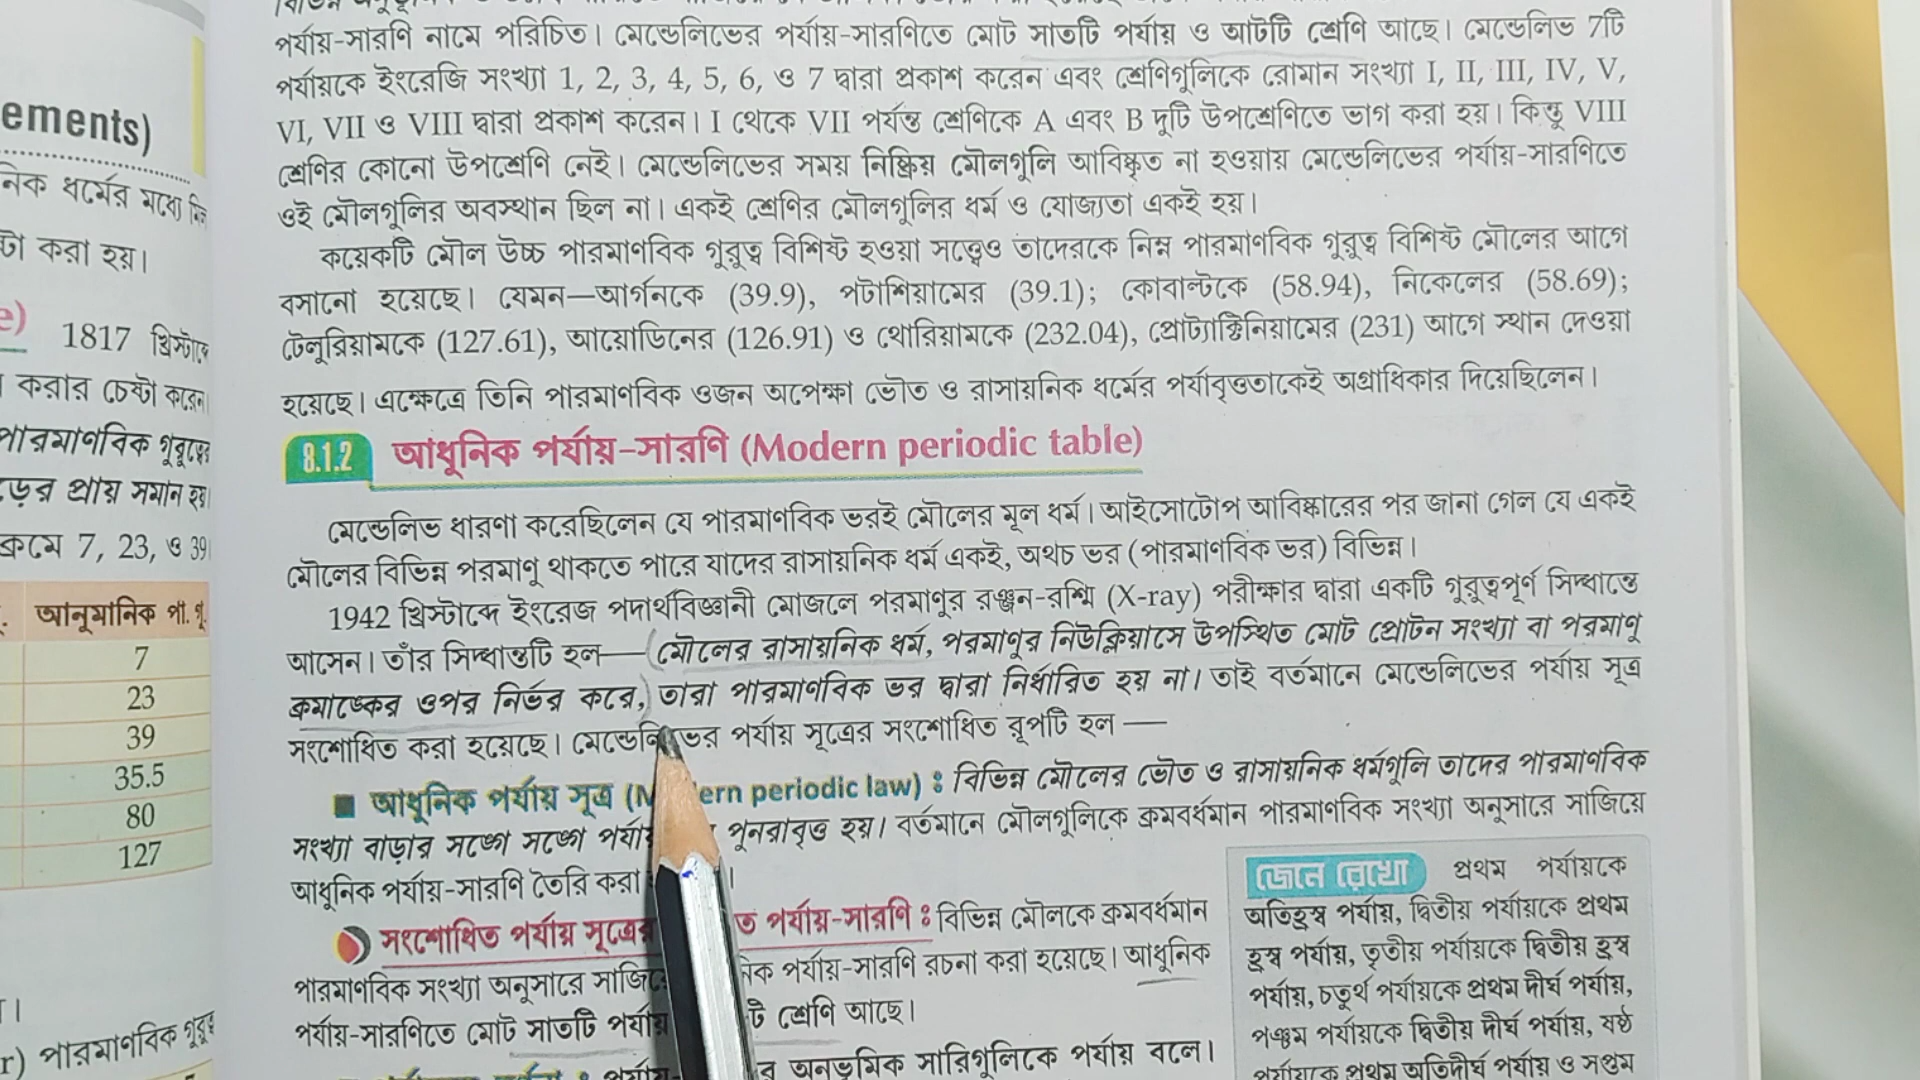 ements)
ধর্মের মধ্যে
টা করা হয়।
e)
1817 খ্রিস্টাব্দে
করার চেষ্টা করেন।
পারমাণবিক গুরুত্বের
ড়ের প্রায় সমান হয়।
ক্রমে 7, 23, ও 39।
আনুমানিক পা. গু.
7
23
39
35.5
80
127
r) পারমাণবিক গুরুত্ব
পর্যায়-সারণি নামে পরিচিত। মেন্ডেলিভের পর্যায়-সারণিতে মোট সাতটি পর্যায় ও আটটি শ্রেণি আছে। মেন্ডেলিভ 7টি
পর্যায়কে ইংরেজি সংখ্যা 1, 2, 3, 4, 5, 6, ও 7 দ্বারা প্রকাশ করেন এবং শ্রেণিগুলিকে রোমান সংখ্যা I, II, III, IV, V,
VI, VII ও VIII দ্বারা প্রকাশ করেন। I থেকে VII পর্যন্ত শ্রেণিকে A এবং B দুটি উপশ্রেণিতে ভাগ করা হয়। কিন্তু VIII
শ্রেণির কোনো উপশ্রেণি নেই। মেন্ডেলিভের সময় নিষ্ক্রিয় মৌলগুলি আবিষ্কৃত না হওয়ায় মেন্ডেলিভের পর্যায়-সারণিতে
ওই মৌলগুলির অবস্থান ছিল না। একই শ্রেণির মৌলগুলির ধর্ম ও যোজ্যতা একই হয়।
কয়েকটি মৌল উচ্চ পারমাণবিক গুরুত্ব বিশিষ্ট হওয়া সত্ত্বেও তাদেরকে নিম্ন পারমাণবিক গুরুত্ব বিশিষ্ট মৌলের আগে
বসানো হয়েছে। যেমন—আর্গনকে (39.9), পটাশিয়ামের (39.1); কোবাল্টকে (58.94), নিকেলের (58.69);
টেলুরিয়ামকে (127.61), আয়োডিনের (126.91) ও থোরিয়ামকে (232.04), প্রোট্যাক্টিনিয়ামের (231) আগে স্থান দেওয়া
হয়েছে। এক্ষেত্রে তিনি পারমাণবিক ওজন অপেক্ষা ভৌত ও রাসায়নিক ধর্মের পর্যাবৃত্ততাকেই অগ্রাধিকার দিয়েছিলেন।
8.1.2 আধুনিক পর্যায়-সারণি (Modern periodic table)
মেন্ডেলিভ ধারণা করেছিলেন যে পারমাণবিক ভরই মৌলের মূল ধর্ম। আইসোটোপ আবিষ্কারের পর জানা গেল যে একই
মৌলের বিভিন্ন পরমাণু থাকতে পারে যাদের রাসায়নিক ধর্ম একই, অথচ ভর (পারমাণবিক ভর) বিভিন্ন।
1942 খ্রিস্টাব্দে ইংরেজ পদার্থবিজ্ঞানী মোজলে পরমাণুর রঞ্জন-রশ্মি (X-ray) পরীক্ষার দ্বারা একটি গুরুত্বপূর্ণ সিদ্ধান্তে
আসেন। তাঁর সিদ্ধান্তটি হল—(মৌলের রাসায়নিক ধর্ম, পরমাণুর নিউক্লিয়াসে উপস্থিত মোট প্রোটন সংখ্যা বা পরমাণু
ক্রমাঙ্কের ওপর নির্ভর করে,) তারা পারমাণবিক ভর দ্বারা নির্ধারিত হয় না। তাই বর্তমানে মেন্ডেলিভের পর্যায় সূত্র
সংশোধিত করা হয়েছে। মেন্ডেলিভের পর্যায় সূত্রের সংশোধিত রূপটি হল —
■ আধুনিক পর্যায় সূত্র (M ern periodic law) : বিভিন্ন মৌলের ভৌত ও রাসায়নিক ধর্মগুলি তাদের পারমাণবিক
সংখ্যা বাড়ার সঙ্গে সঙ্গে পুনরাবৃত্ত হয়। বর্তমানে মৌলগুলিকে ক্রমবর্ধমান পারমাণবিক সংখ্যা অনুসারে সাজিয়ে
আধুনিক পর্যায়-সারণি তৈরি করা
সংশোধিত পর্যায় সূত্রের ত পর্যায়-সারণি : বিভিন্ন মৌলকে ক্রমবর্ধমান
পারমাণবিক সংখ্যা অনুসারে পর্যায়-সারণি রচনা করা হয়েছে। আধুনিক
পর্যায়-সারণিতে মোট সাতটি পর্যায় টি শ্রেণি আছে।
অনুভূমিক সারিগুলিকে পর্যায় বলে।
জেনে রেখো প্রথম পর্যায়কে
অতিহ্রস্ব পর্যায়, দ্বিতীয় পর্যায়কে প্রথম
হ্রস্ব পর্যায়, তৃতীয় পর্যায়কে দ্বিতীয় হ্রস্ব
পর্যায়, চতুর্থ পর্যায়কে প্রথম দীর্ঘ পর্যায়,
পঞ্চম পর্যায়কে দ্বিতীয় দীর্ঘ পর্যায়, ষষ্ঠ
পর্যায়কে প্রথম অতিদীর্ঘ পর্যায় ও সপ্তম